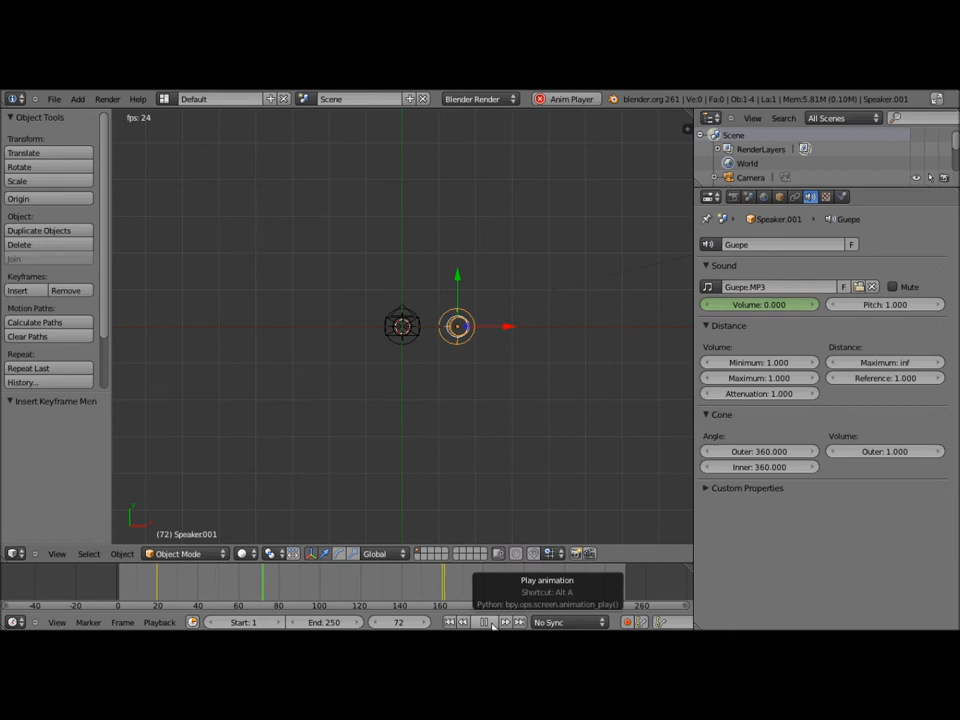 File Add Render Help Default Scene Blender Render Anim Player blender.org 261 | Ve:0 | Fa:0 | Ob:1-4 | La:1 | Mem:5.81M (0.10M) | Speaker.001
Object Tools
fps: 24
View Search All Scenes
Transform:
Translate
Rotate
Scale
Origin
Object:
Duplicate Objects
Delete
Join
Keyframes:
Insert Remove
Motion Paths:
Calculate Paths
Clear Paths
Repeat:
Repeat Last
History...
Insert Keyframe Men
Scene
RenderLayers
World
Camera
Speaker.001 Guepe
Guepe F
Sound
Guepe.MP3 F Mute
Volume: 0.000 Pitch: 1.000
Distance
Volume: Distance:
Minimum: 1.000 Maximum: inf
Maximum: 1.000 Reference: 1.000
Attenuation: 1.000
Cone
Angle: Volume:
Outer: 360.000 Outer: 1.000
Inner: 360.000
Custom Properties
y
(72) Speaker.001
View Select Object Object Mode Global
Play animation
Shortcut: Alt A
Python: bpy.ops.screen.animation_play()
-40 -20 0 20 40 60 80 100 120 140 160 260
View Marker Frame Playback Start: 1 End: 250 72 No Sync